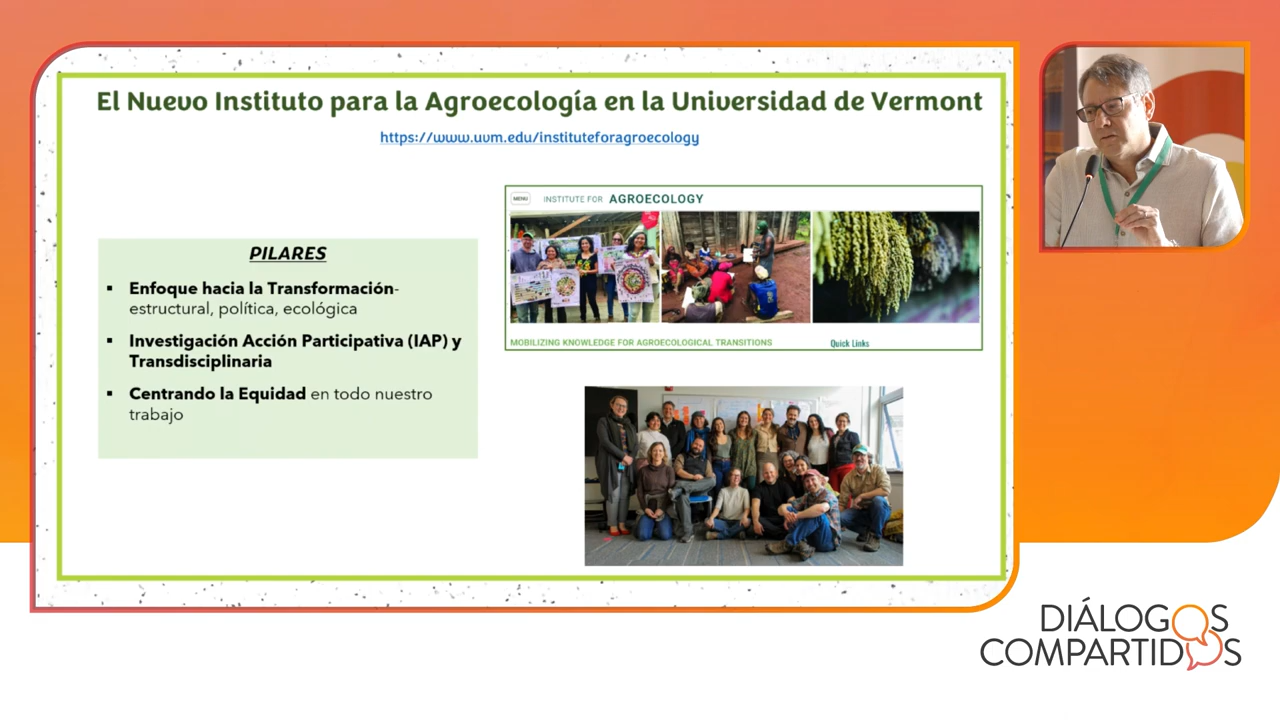 El Nuevo Instituto para la Agroecología en la Universidad de Vermont
https://www.uvm.edu/instituteforagroecology
PILARES
▪ Enfoque hacia la Transformación-
estructural, política, ecológica
▪ Investigación Acción Participativa (IAP) y
Transdisciplinaria
▪ Centrando la Equidad en todo nuestro
trabajo
MENU
INSTITUTE FOR AGROECOLOGY
MOBILIZING KNOWLEDGE FOR AGROECOLOGICAL TRANSITIONS
Quick Links
DIÁLOGOS
COMPARTIDOS